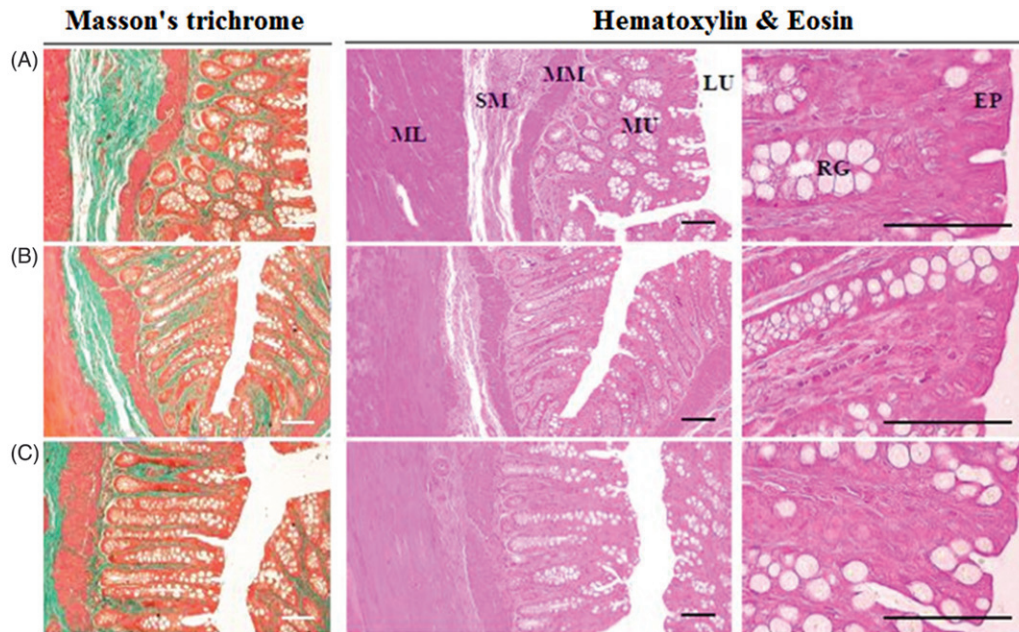 Masson's trichrome
Hematoxylin & Eosin
(A)
ML
SM
MM
MU
LU
RG
EP
(B)
(C)